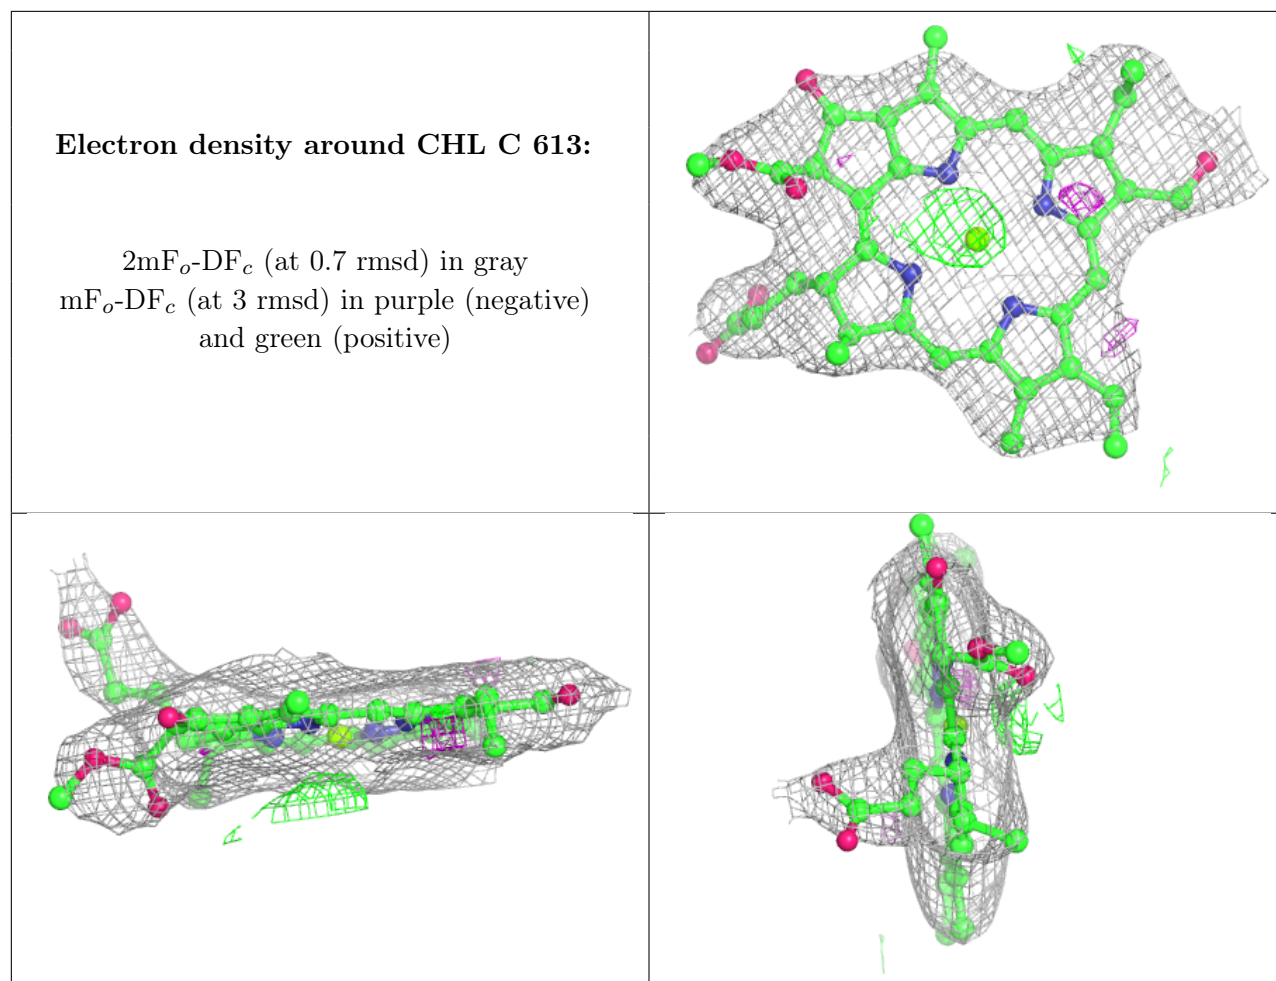 Electron density around CHL C 613:
2mFo-DFc (at 0.7 rmsd) in gray
mFo-DFc (at 3 rmsd) in purple (negative)
and green (positive)